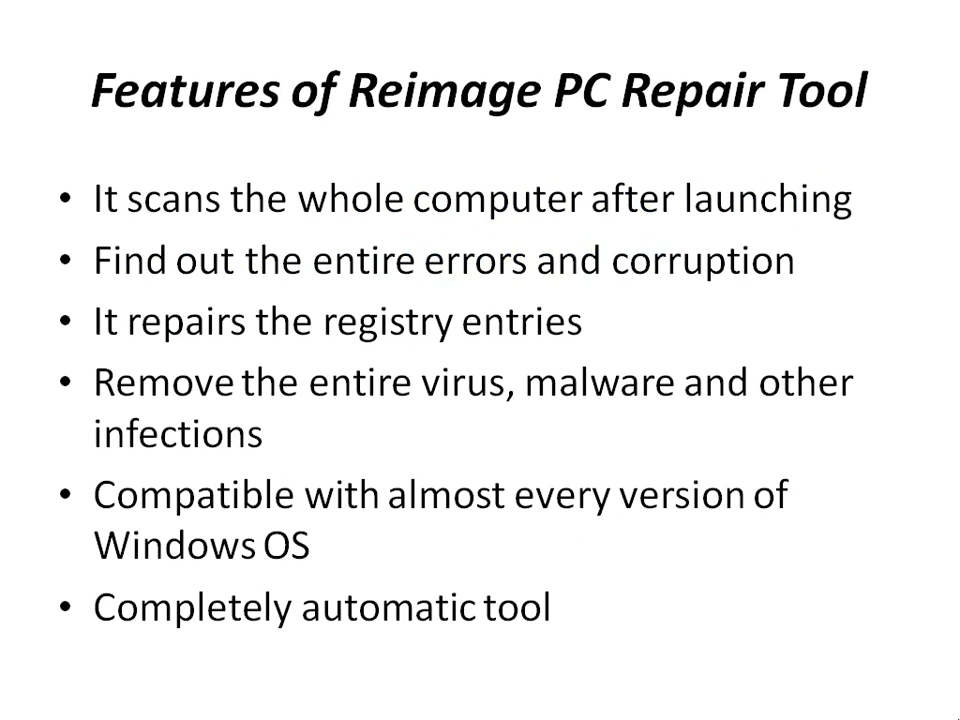 Features of Reimage PC Repair Tool
• It scans the whole computer after launching
• Find out the entire errors and corruption
• It repairs the registry entries
• Remove the entire virus, malware and other
infections
• Compatible with almost every version of
Windows OS
• Completely automatic tool